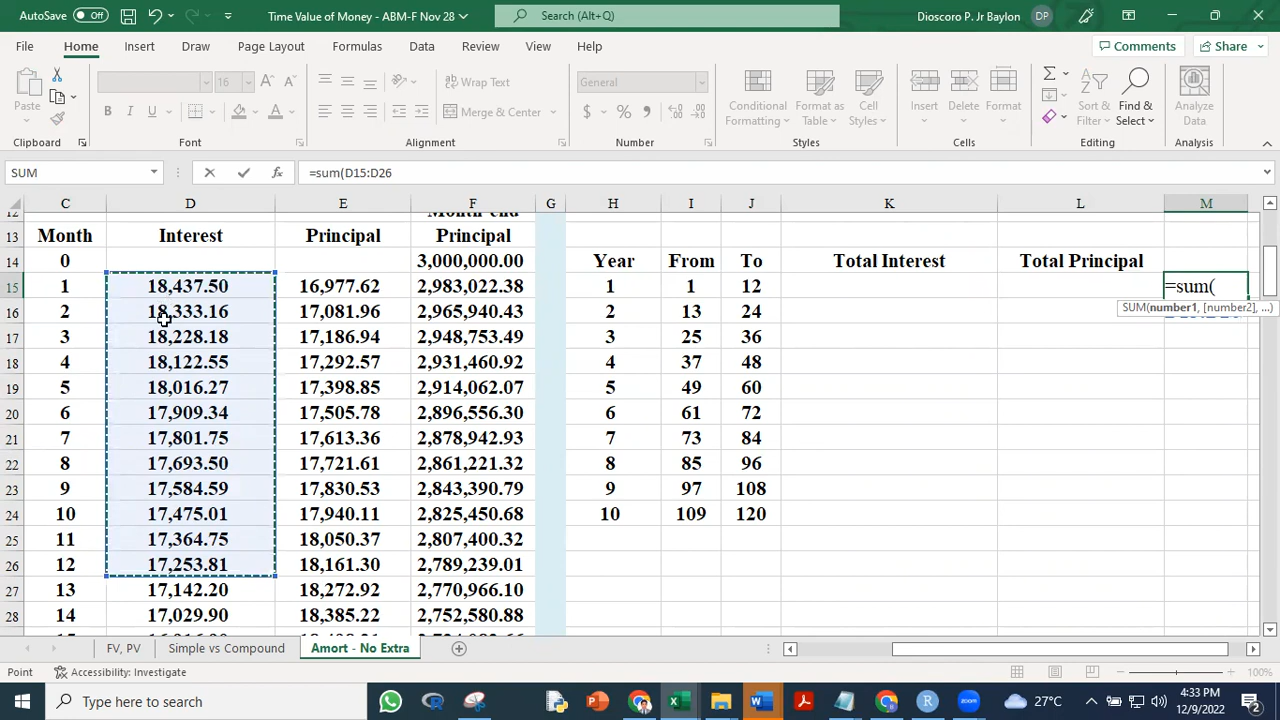 AutoSave Off Time Value of Money - ABM-F Nov 28 Search (Alt+Q) Dioscoro P. Jr Baylon DP
File Home Insert Draw Page Layout Formulas Data Review View Help Comments Share
Paste 16 Wrap Text General Conditional Formatting Format as Table Cell Styles Insert Delete Format Sort & Filter Find & Select Analyze Data
B I U Merge & Center $ %
Clipboard Font Alignment Number Styles Cells Editing Analysis
SUM fx =sum(D15:D26
C D E F G H I J K L M
12 Month-end
13 Month Interest Principal Principal
14 0 3,000,000.00 Year From To Total Interest Total Principal
15 1 18,437.50 16,977.62 2,983,022.38 1 1 12 =sum(
SUM(number1, [number2], ...)
16 2 18,333.16 17,081.96 2,965,940.43 2 13 24
17 3 18,228.18 17,186.94 2,948,753.49 3 25 36
18 4 18,122.55 17,292.57 2,931,460.92 4 37 48
19 5 18,016.27 17,398.85 2,914,062.07 5 49 60
20 6 17,909.34 17,505.78 2,896,556.30 6 61 72
21 7 17,801.75 17,613.36 2,878,942.93 7 73 84
22 8 17,693.50 17,721.61 2,861,221.32 8 85 96
23 9 17,584.59 17,830.53 2,843,390.79 9 97 108
24 10 17,475.01 17,940.11 2,825,450.68 10 109 120
25 11 17,364.75 18,050.37 2,807,400.32
26 12 17,253.81 18,161.30 2,789,239.01
27 13 17,142.20 18,272.92 2,770,966.10
28 14 17,029.90 18,385.22 2,752,580.88
FV, PV Simple vs Compound Amort - No Extra
Point Accessibility: Investigate 100%
Type here to search 27°C 4:33 PM
12/9/2022 2